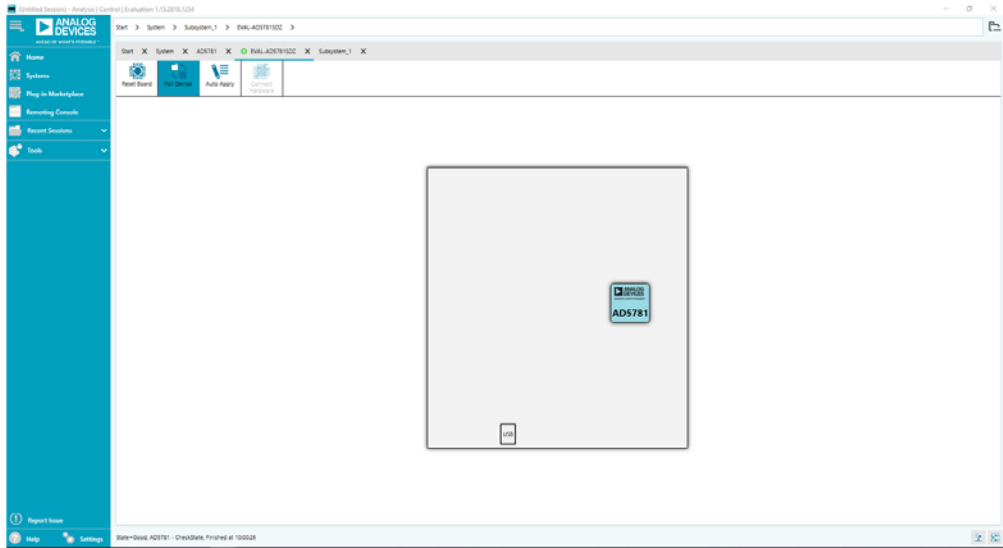 (Untitled Session) - Analysis | Control | Evaluation 1.13.2818.1234
ANALOG
DEVICES
AHEAD OF WHAT'S POSSIBLE™
Start > System > Subsystem_1 > EVAL-AD5781SDZ >
Start X System X AD5781 X EVAL-AD5781SDZ X Subsystem_1 X
Home
Systems
Plug-in Marketplace
Remoting Console
Recent Sessions
Tools
Reset Board
Poll Device
Auto Apply
Connect
Hardware
ANALOG
DEVICES
AD5781
USB
Report Issue
Help
Settings
State=Good, AD5781 - CheckState, Finished at 10:00:26